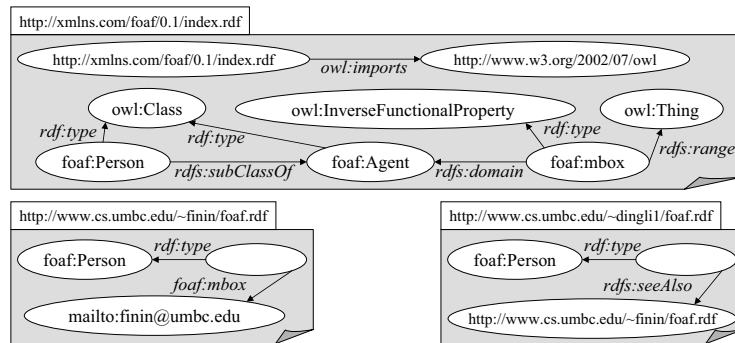 http://xmlns.com/foaf/0.1/index.rdf
http://xmlns.com/foaf/0.1/index.rdf
owl:imports
http://www.w3.org/2002/07/owl
owl:Class
owl:InverseFunctionalProperty
owl:Thing
rdf:type
rdf:type
rdf:type
rdfs:range
foaf:Person
rdfs:subClassOf
foaf:Agent
rdfs:domain
foaf:mbox
http://www.cs.umbc.edu/~finin/foaf.rdf
foaf:Person
rdf:type
foaf:mbox
mailto:finin@umbc.edu
http://www.cs.umbc.edu/~dingli1/foaf.rdf
foaf:Person
rdf:type
rdfs:seeAlso
http://www.cs.umbc.edu/~finin/foaf.rdf